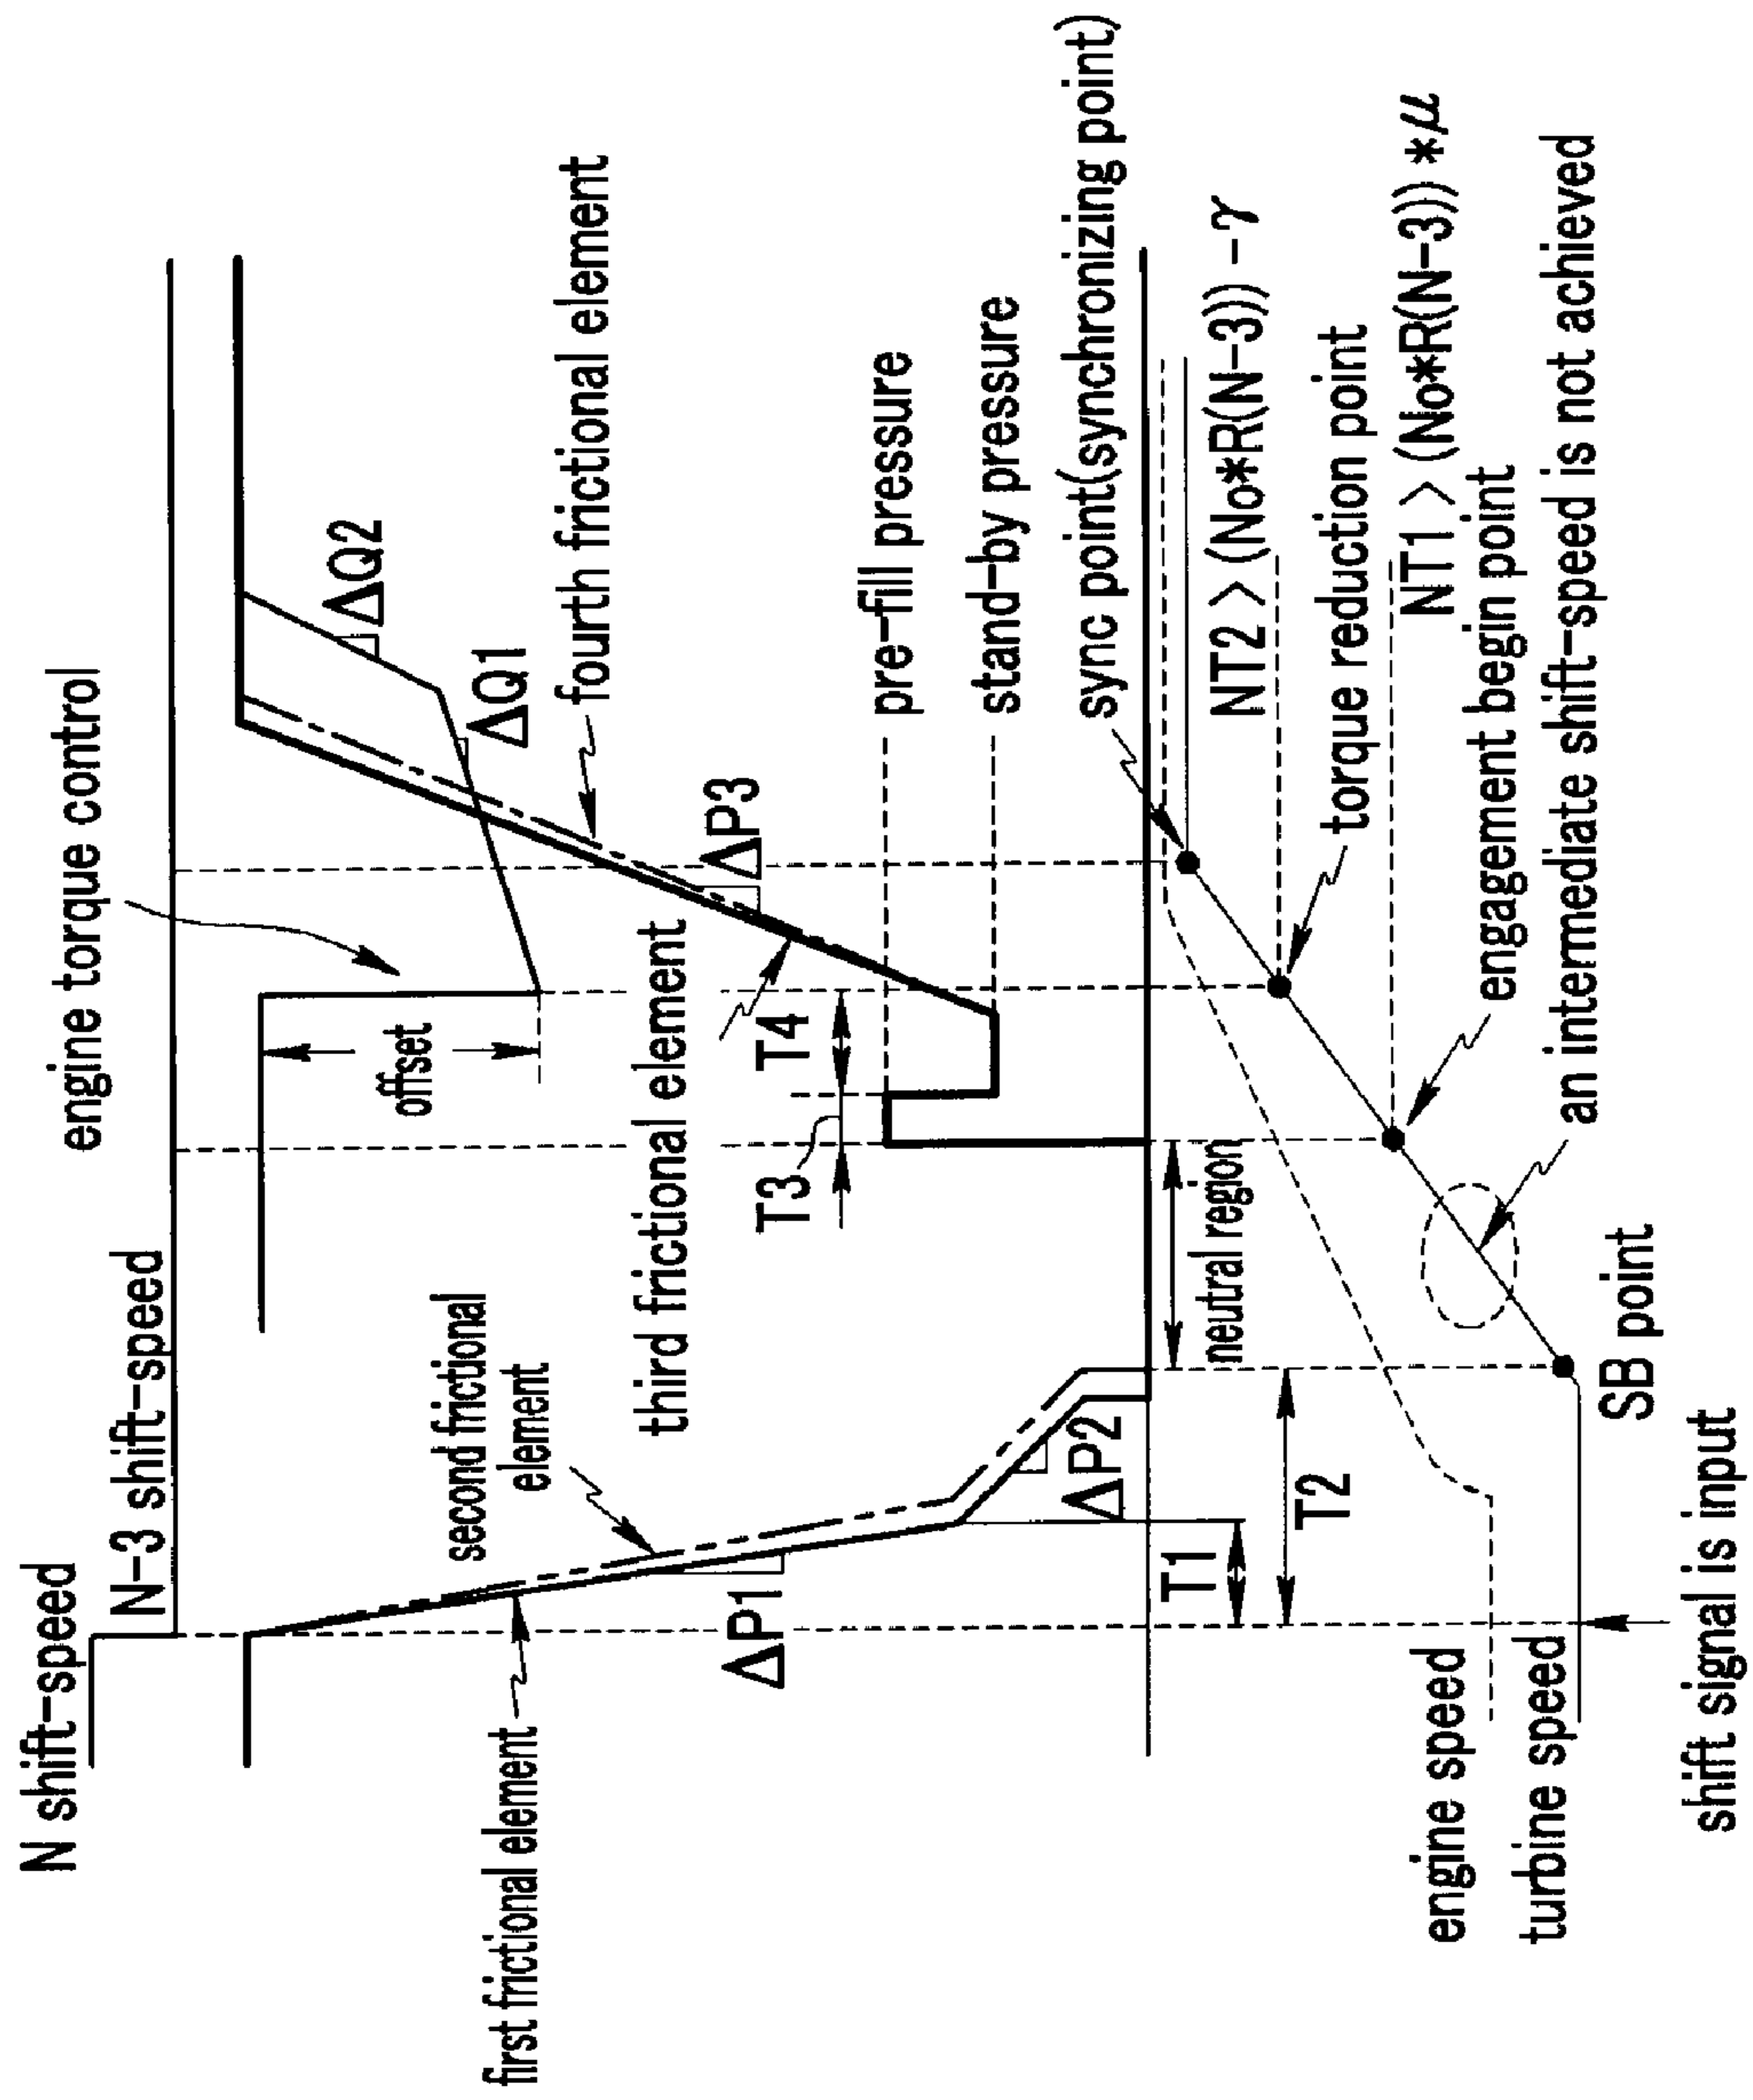 N shift-speed
N-3 shift-speed
engine torque control
first frictional element
second frictional
element
offset
ΔQ2
ΔQ1
fourth frictional element
third frictional element
ΔP1
ΔP3
T3
T4
pre-fill pressure
stand-by pressure
ΔP2
T1
T2
neutral region
sync point(synchronizing point)
NT2 > (No*R(N-3)) - γ
torque reduction point
NT1 > (No*R(N-3)) *μ
engagement begin point
an intermediate shift-speed is not achieved
engine speed
turbine speed
SB point
shift signal is input